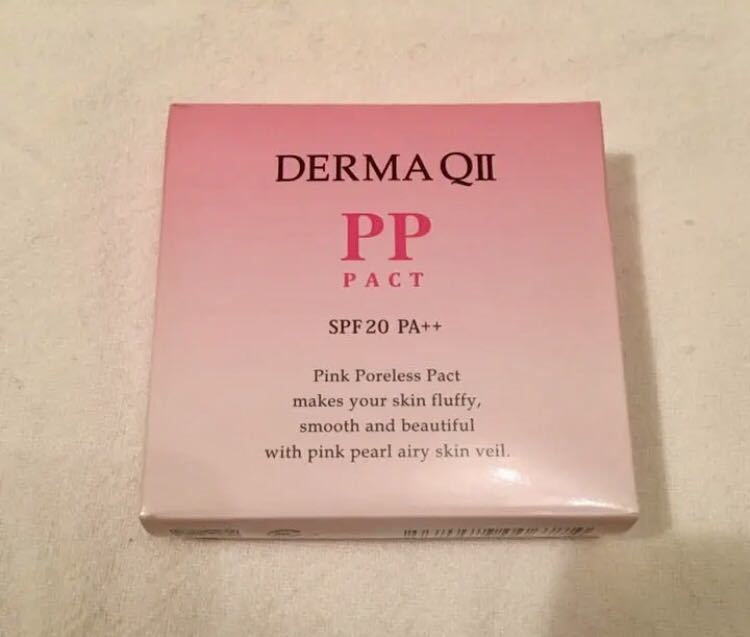 DERMA QII
PP
PACT
SPF20 PA++
Pink Poreless Pact
makes your skin fluffy,
smooth and beautiful
with pink pearl airy skin veil.